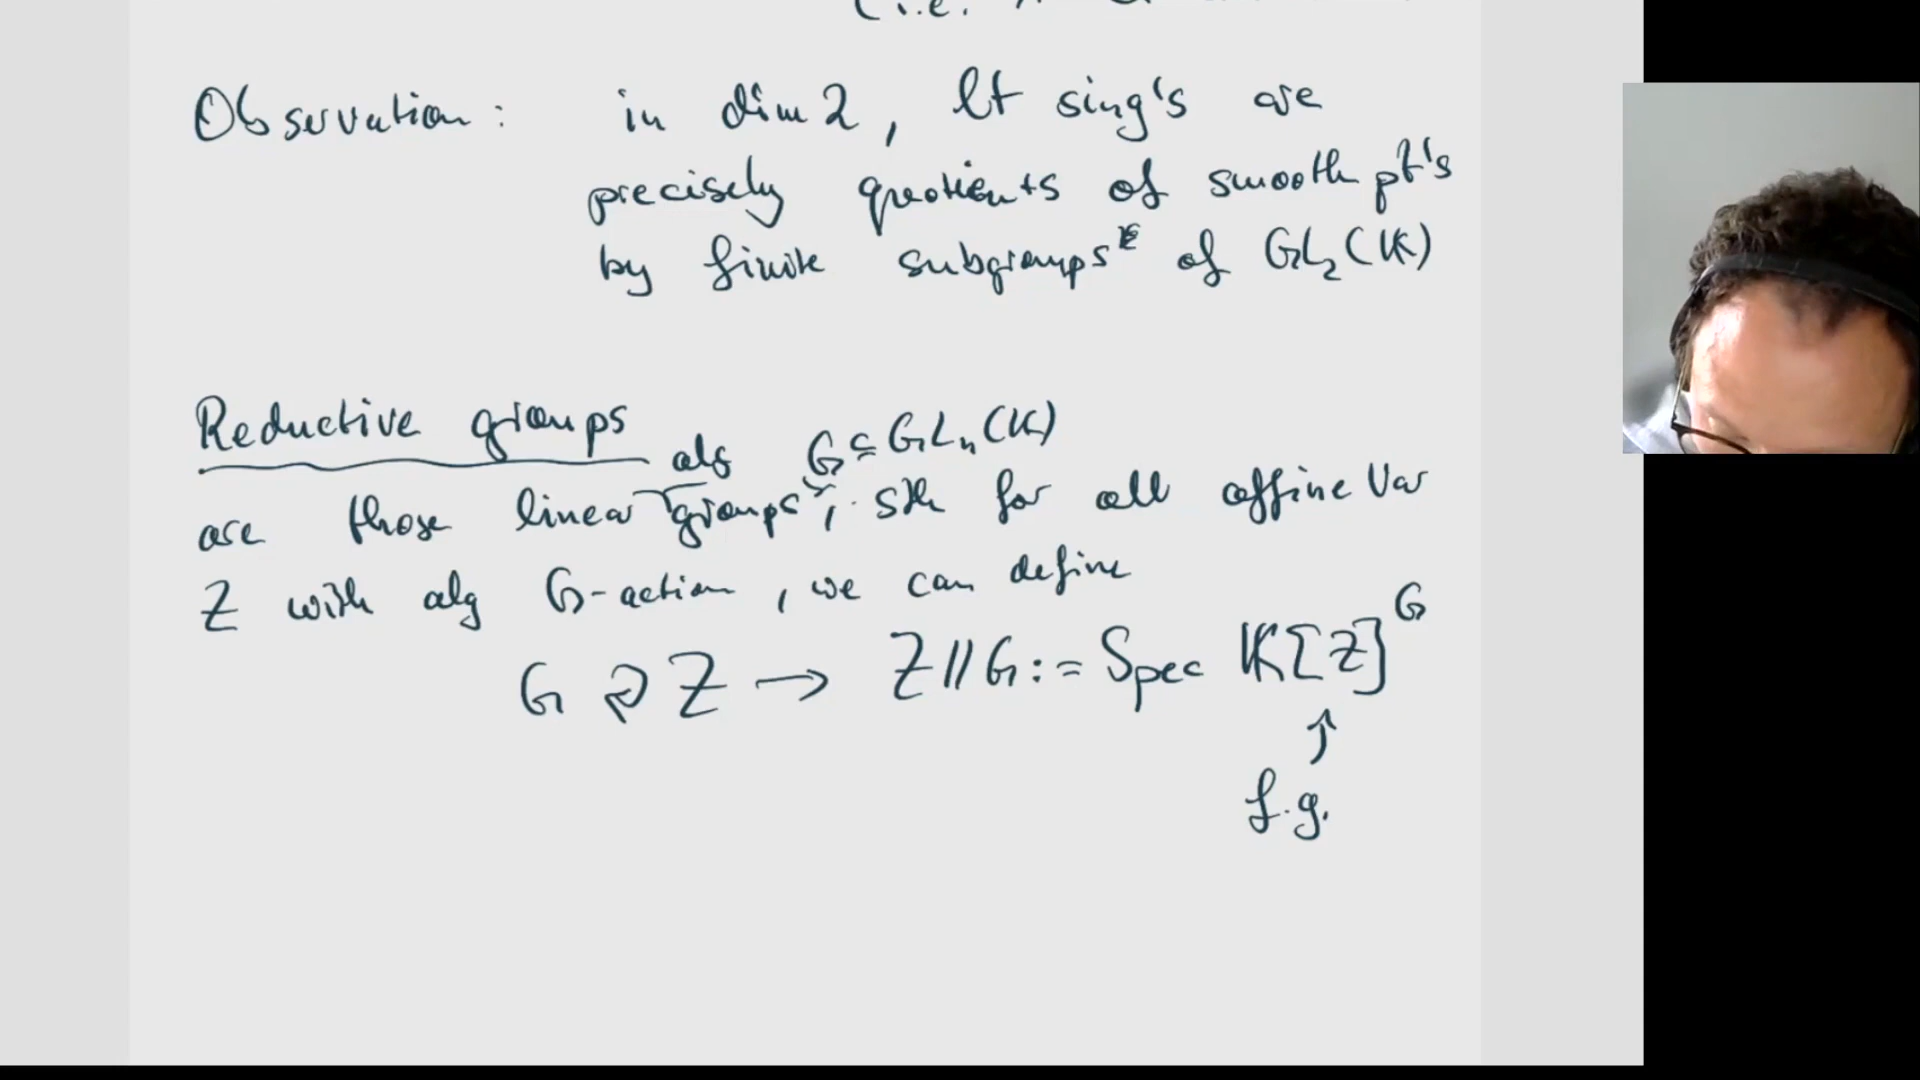 (i.e.
Observation: in dim 2, lt sing's are
precisely quotients of smooth pt's
by finite subgroups of GL₂(𝕂)
Reductive groups
alg G ⊆ GLₙ(𝕂)
are those linear groups, sth for all affine Var
Z with alg G-action, we can define
G ↻ Z → Z//G := Spec 𝕂[Z]^G
↑
f.g.